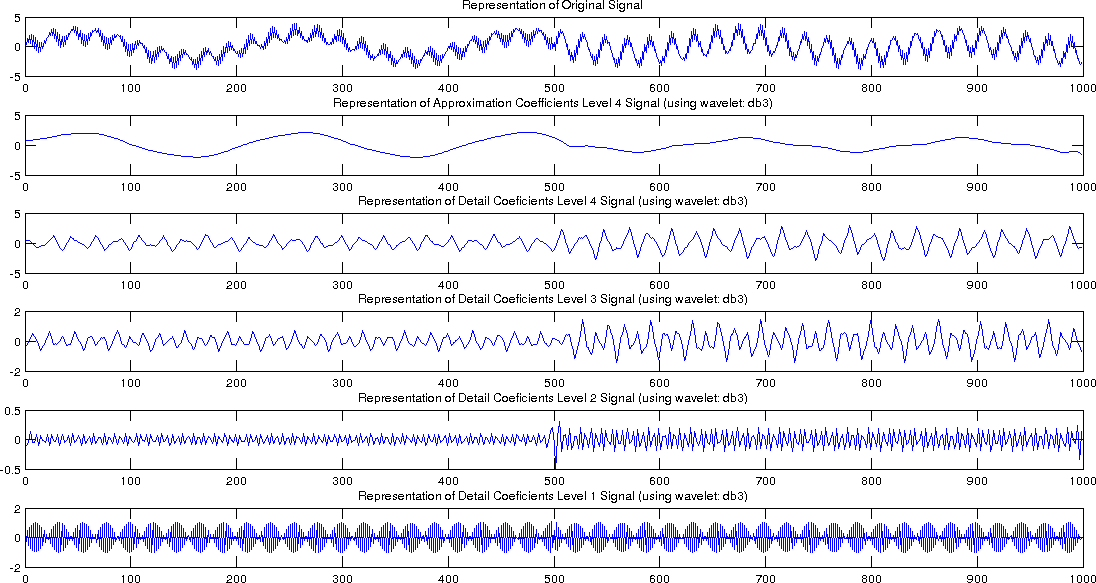 Representation of Original Signal
5
0
-5
0 100 200 300 400 500 600 700 800 900 1000
Representation of Approximation Coefficients Level 4 Signal (using wavelet: db3)
5
0
-5
0 100 200 300 400 500 600 700 800 900 1000
Representation of Detail Coeficients Level 4 Signal (using wavelet: db3)
5
0
-5
0 100 200 300 400 500 600 700 800 900 1000
Representation of Detail Coeficients Level 3 Signal (using wavelet: db3)
2
0
-2
0 100 200 300 400 500 600 700 800 900 1000
Representation of Detail Coeficients Level 2 Signal (using wavelet: db3)
0.5
0
-0.5
0 100 200 300 400 500 600 700 800 900 1000
Representation of Detail Coeficients Level 1 Signal (using wavelet: db3)
2
0
-2
0 100 200 300 400 500 600 700 800 900 1000